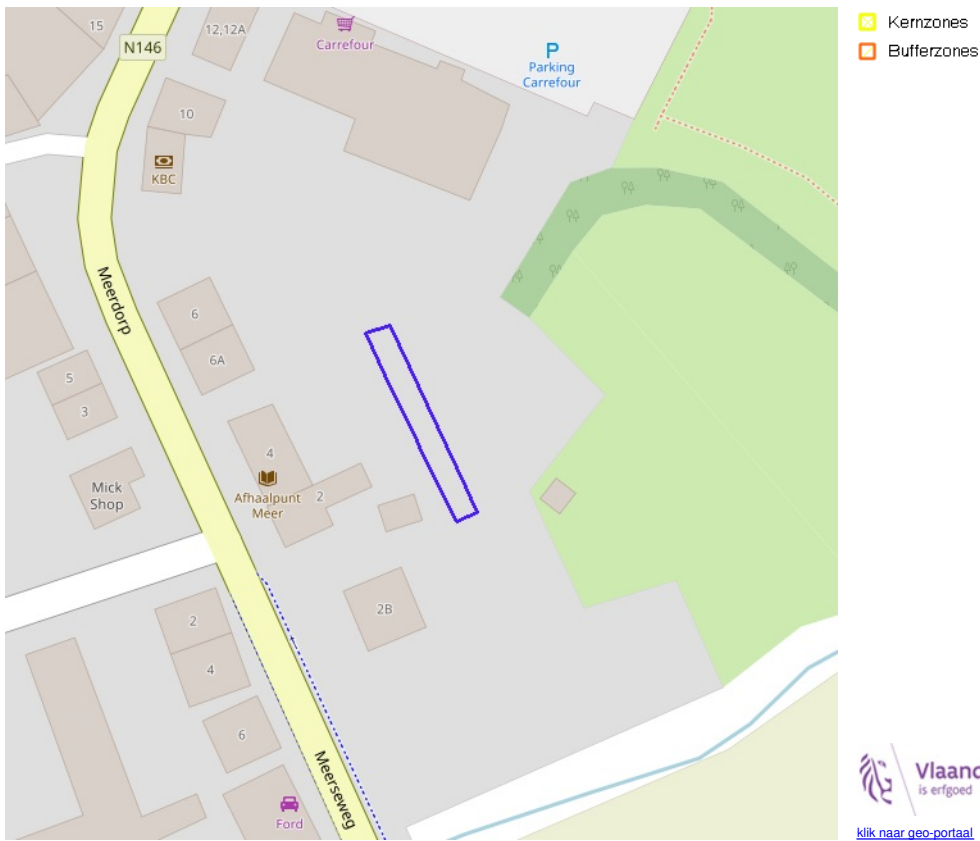 15
N146
12,12A
Carrefour
P
Parking
Carrefour
10
KBC
Meerdorp
6
6A
5
3
4
Mick
Shop
Afhaalpunt
Meer
2
2B
2
4
6
Meerseweg
Ford
Kernzones
Bufferzones
is erfgoed
klik naar geo-portaal